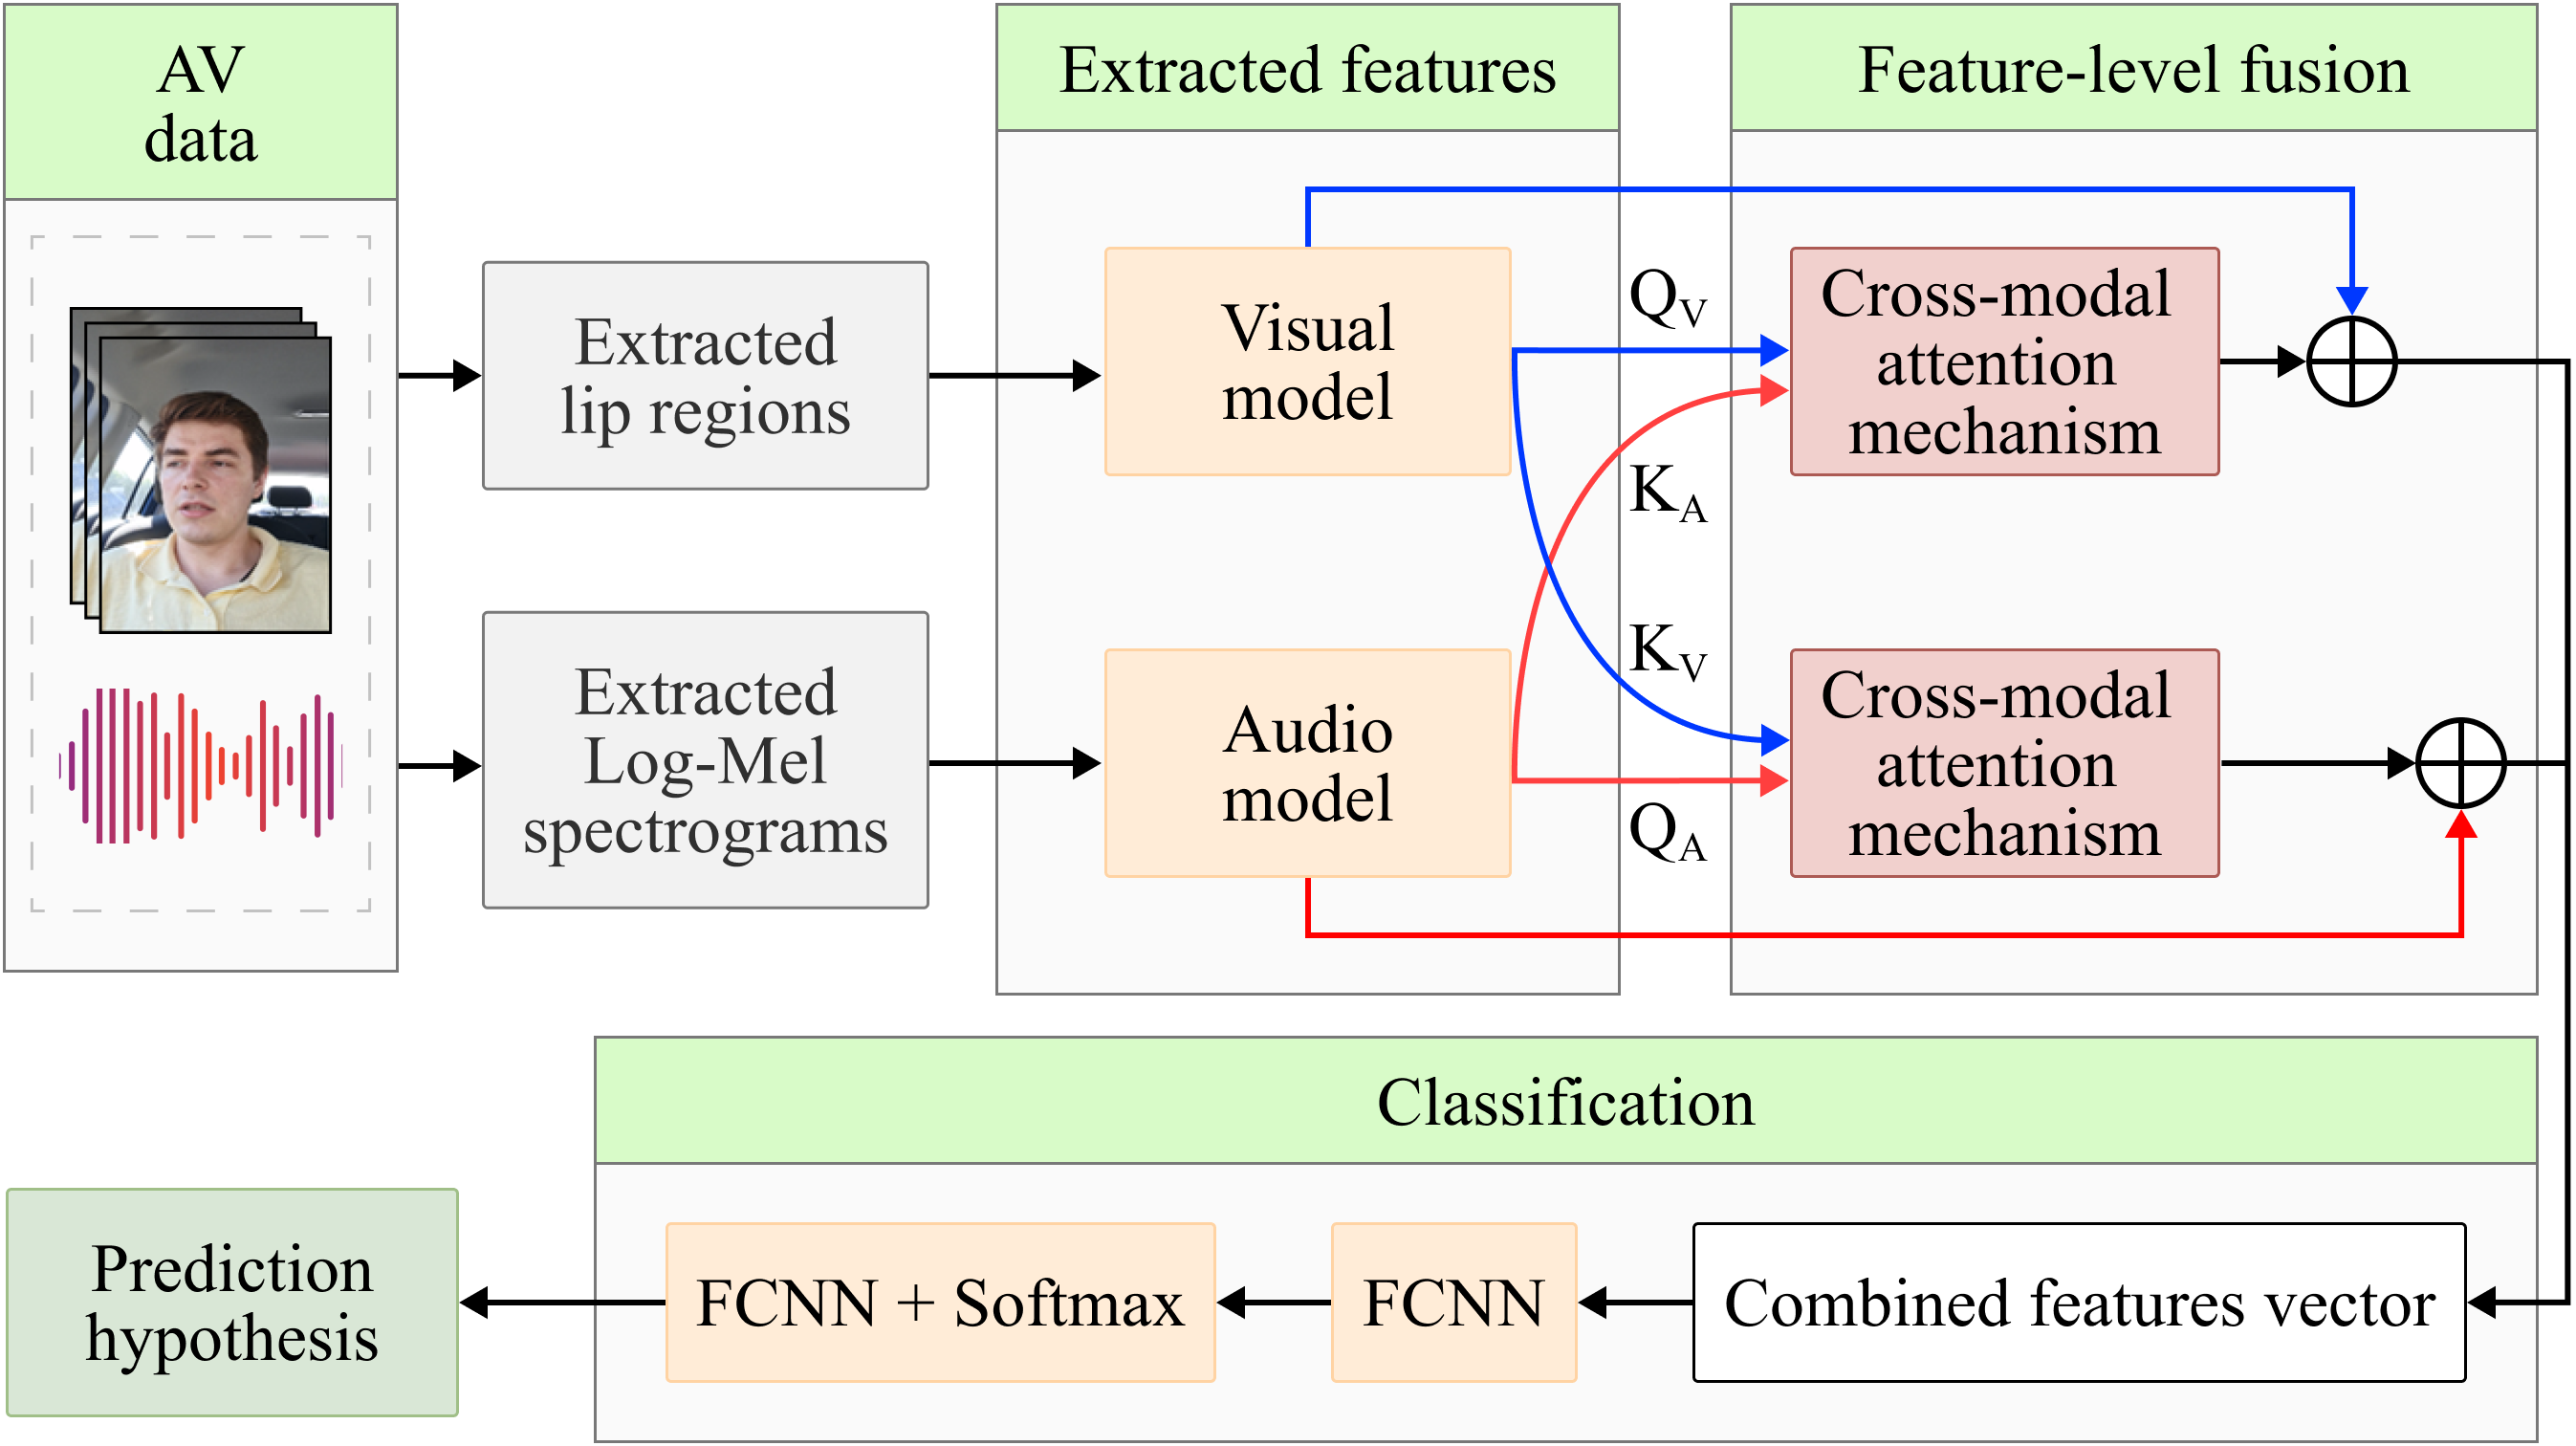 AV
data
Extracted features
Feature-level fusion
Extracted
lip regions
Visual
model
Q_V
K_A
Cross-modal
attention
mechanism
Extracted
Log-Mel
spectrograms
Audio
model
K_V
Q_A
Cross-modal
attention
mechanism
Classification
Prediction
hypothesis
FCNN + Softmax
FCNN
Combined features vector